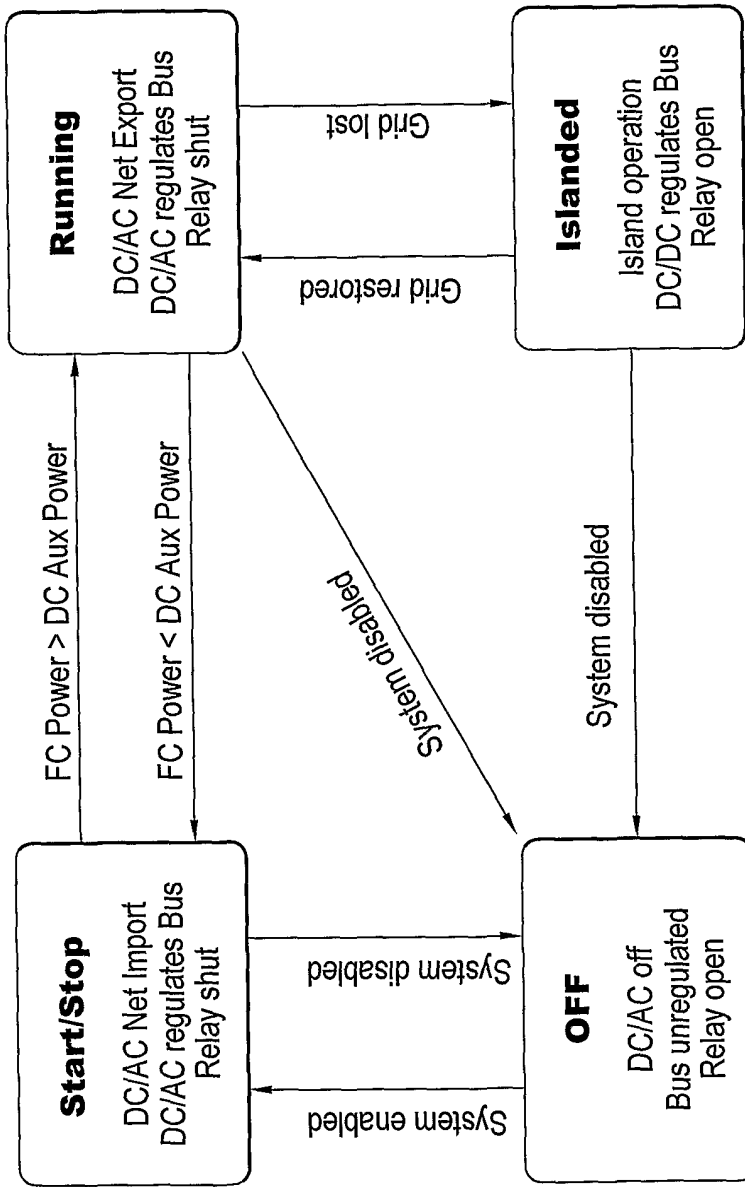 Start/Stop
DC/AC Net Import
DC/AC regulates Bus
Relay shut
FC Power > DC Aux Power
FC Power < DC Aux Power
Running
DC/AC Net Export
DC/AC regulates Bus
Relay shut
System enabled
System disabled
System disabled
Grid restored
Grid lost
OFF
DC/AC off
Bus unregulated
Relay open
System disabled
Islanded
Island operation
DC/DC regulates Bus
Relay open